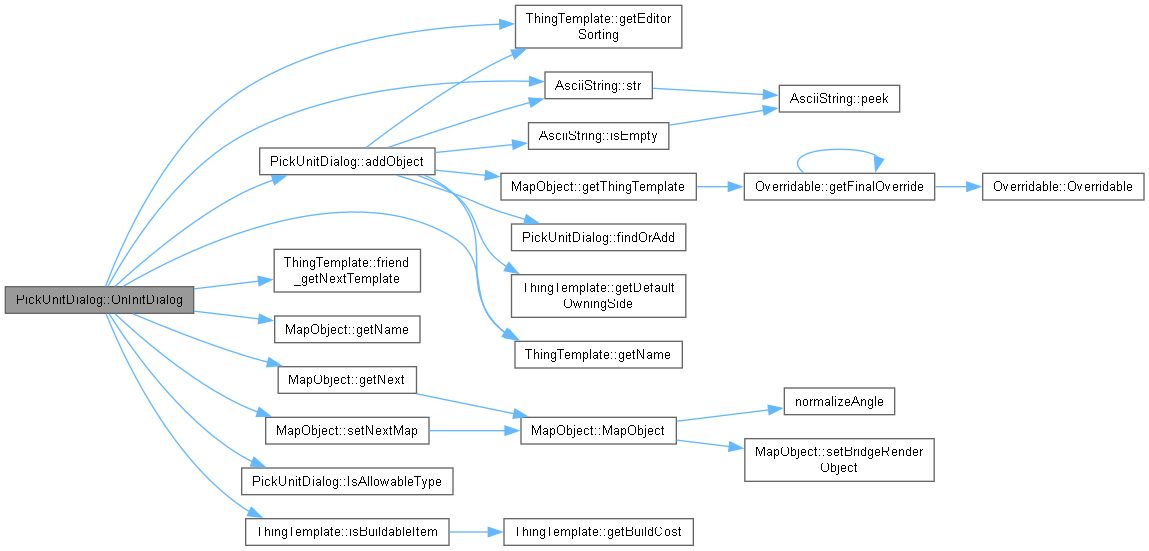 ThingTemplate::getEditor
Sorting
AsciiString::str
AsciiString::peek
AsciiString::isEmpty
PickUnitDialog::addObject
MapObject::getThingTemplate
Overridable::getFinalOverride
Overridable::Overridable
PickUnitDialog::findOrAdd
ThingTemplate::friend
_getNextTemplate
ThingTemplate::getDefault
OwningSide
PickUnitDialog::OnInitDialog
MapObject::getName
ThingTemplate::getName
MapObject::getNext
normalizeAngle
MapObject::setNextMap
MapObject::MapObject
MapObject::setBridgeRender
Object
PickUnitDialog::IsAllowableType
ThingTemplate::isBuildableItem
ThingTemplate::getBuildCost